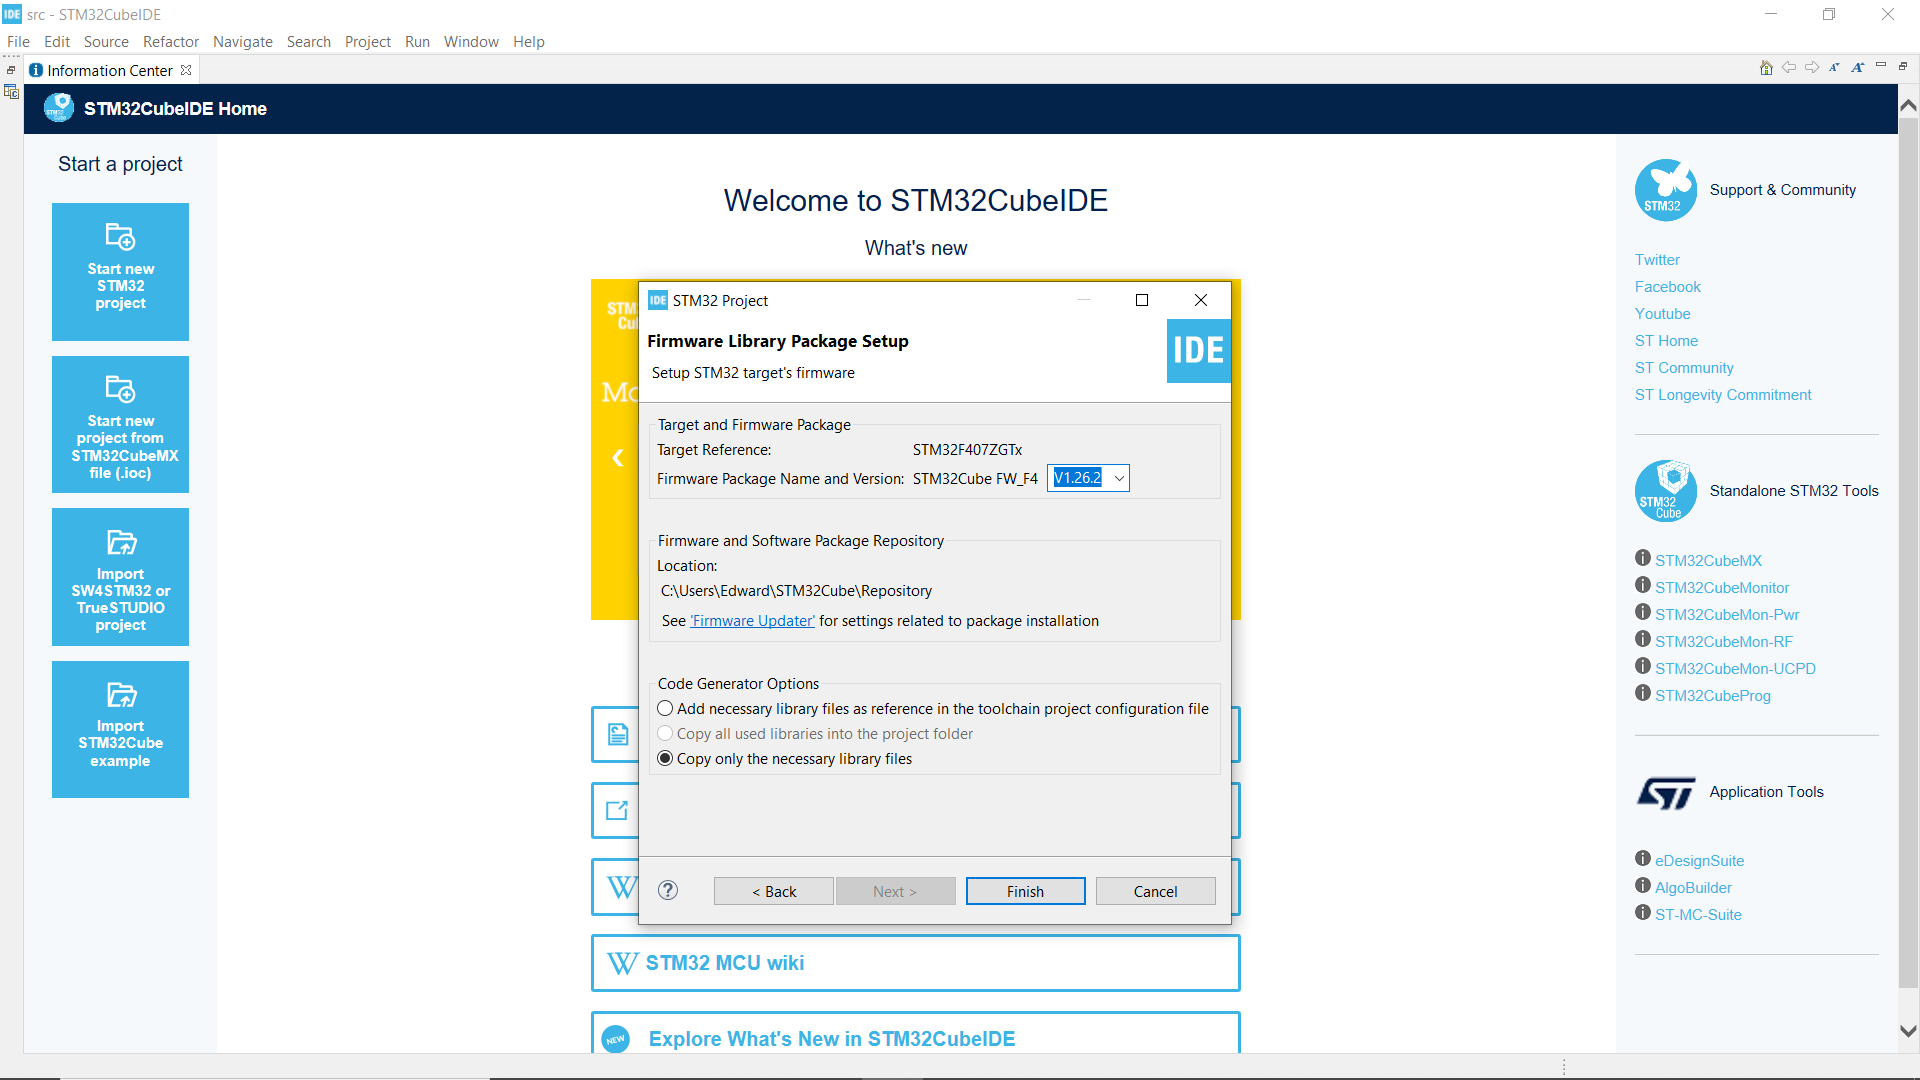 IDE src - STM32CubeIDE
File Edit Source Refactor Navigate Search Project Run Window Help
Information Center
STM32CubeIDE Home
Start a project
Start new
STM32
project
Start new
project from
STM32CubeMX
file (.ioc)
Import
SW4STM32 or
TrueSTUDIO
project
Import
STM32Cube
example
Welcome to STM32CubeIDE
What's new
STM
Cu
Mo
IDE STM32 Project
Firmware Library Package Setup
Setup STM32 target's firmware
IDE
Target and Firmware Package
Target Reference: STM32F407ZGTx
Firmware Package Name and Version: STM32Cube FW_F4 V1.26.2
Firmware and Software Package Repository
Location:
C:\Users\Edward\STM32Cube\Repository
See 'Firmware Updater' for settings related to package installation
Code Generator Options
Add necessary library files as reference in the toolchain project configuration file
Copy all used libraries into the project folder
Copy only the necessary library files
< Back Next > Finish Cancel
W
W STM32 MCU wiki
NEW Explore What's New in STM32CubeIDE
STM32 Support & Community
Twitter
Facebook
Youtube
ST Home
ST Community
ST Longevity Commitment
STM32 Cube Standalone STM32 Tools
STM32CubeMX
STM32CubeMonitor
STM32CubeMon-Pwr
STM32CubeMon-RF
STM32CubeMon-UCPD
STM32CubeProg
ST Application Tools
eDesignSuite
AlgoBuilder
ST-MC-Suite